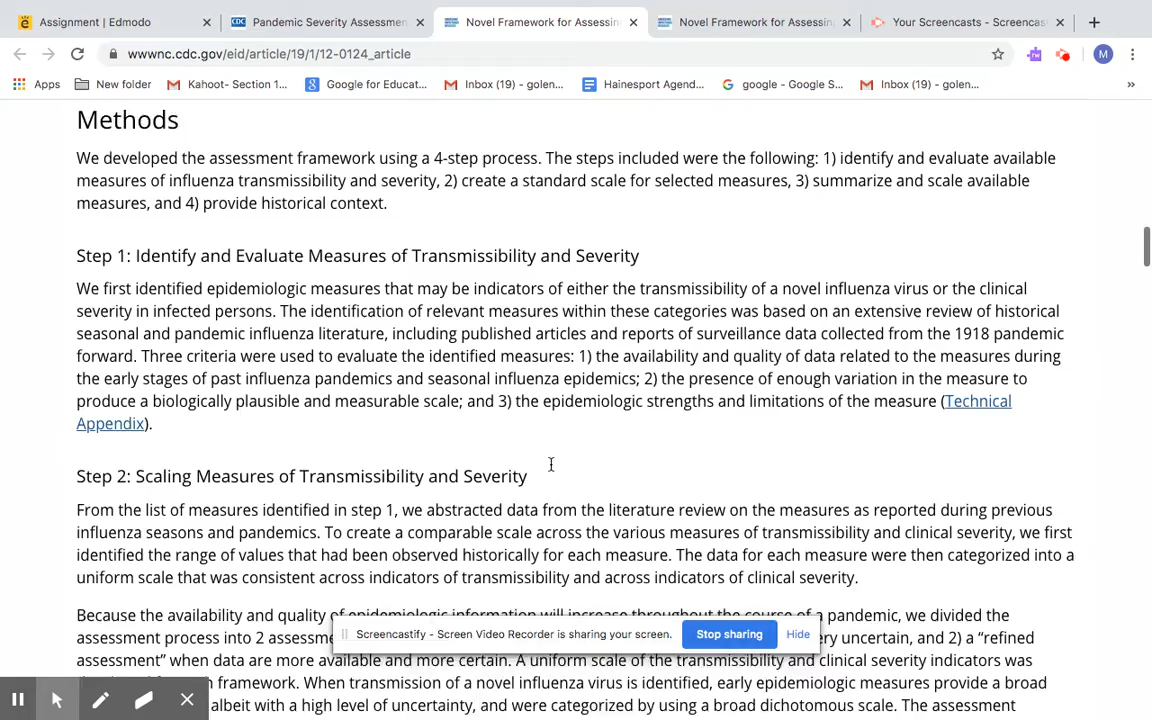 Assignment | Edmodo
Pandemic Severity Assessmen
Novel Framework for Assessin
Novel Framework for Assessing
Your Screencasts - Screencas
wwwnc.cdc.gov/eid/article/19/1/12-0124_article
M
Apps
New folder
Kahoot- Section 1...
Google for Educat...
Inbox (19) - golen...
Hainesport Agend...
google - Google S...
Inbox (19) - golen...
Methods
We developed the assessment framework using a 4-step process. The steps included were the following: 1) identify and evaluate available
measures of influenza transmissibility and severity, 2) create a standard scale for selected measures, 3) summarize and scale available
measures, and 4) provide historical context.
Step 1: Identify and Evaluate Measures of Transmissibility and Severity
We first identified epidemiologic measures that may be indicators of either the transmissibility of a novel influenza virus or the clinical
severity in infected persons. The identification of relevant measures within these categories was based on an extensive review of historical
seasonal and pandemic influenza literature, including published articles and reports of surveillance data collected from the 1918 pandemic
forward. Three criteria were used to evaluate the identified measures: 1) the availability and quality of data related to the measures during
the early stages of past influenza pandemics and seasonal influenza epidemics; 2) the presence of enough variation in the measure to
produce a biologically plausible and measurable scale; and 3) the epidemiologic strengths and limitations of the measure (Technical
Appendix).
Step 2: Scaling Measures of Transmissibility and Severity
From the list of measures identified in step 1, we abstracted data from the literature review on the measures as reported during previous
influenza seasons and pandemics. To create a comparable scale across the various measures of transmissibility and clinical severity, we first
identified the range of values that had been observed historically for each measure. The data for each measure were then categorized into a
uniform scale that was consistent across indicators of transmissibility and across indicators of clinical severity.
Because the availability and quality of epidemiologic information will increase throughout the course of a pandemic, we divided the
assessment process into 2 assessme
Screencastify - Screen Video Recorder is sharing your screen.
Stop sharing
Hide
ery uncertain, and 2) a “refined
assessment” when data are more available and more certain. A uniform scale of the transmissibility and clinical severity indicators was
framework. When transmission of a novel influenza virus is identified, early epidemiologic measures provide a broad
albeit with a high level of uncertainty, and were categorized by using a broad dichotomous scale. The assessment